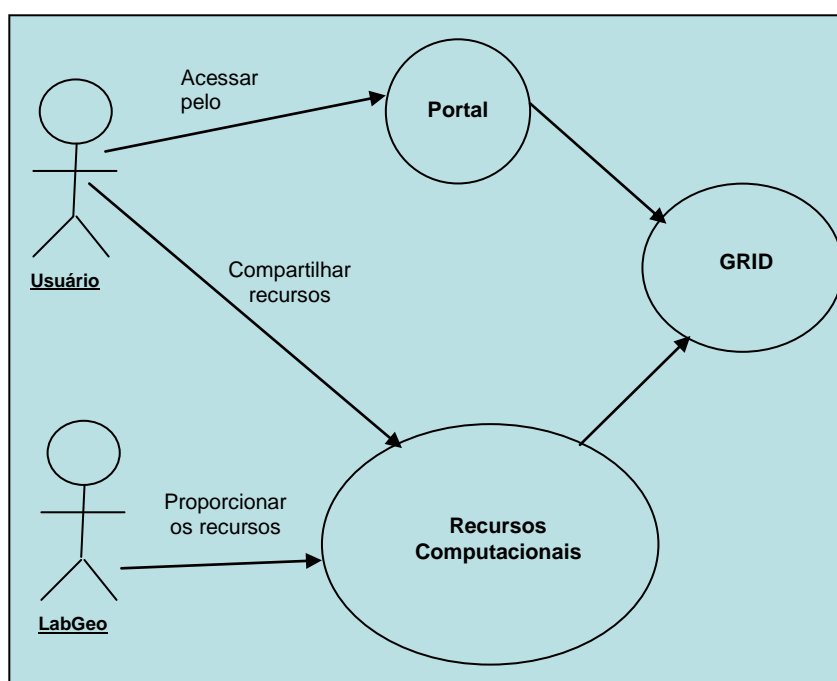 Acessar
pelo
Portal
Usuário
Compartilhar
recursos
GRID
Proporcionar
os recursos
Recursos
Computacionais
LabGeo